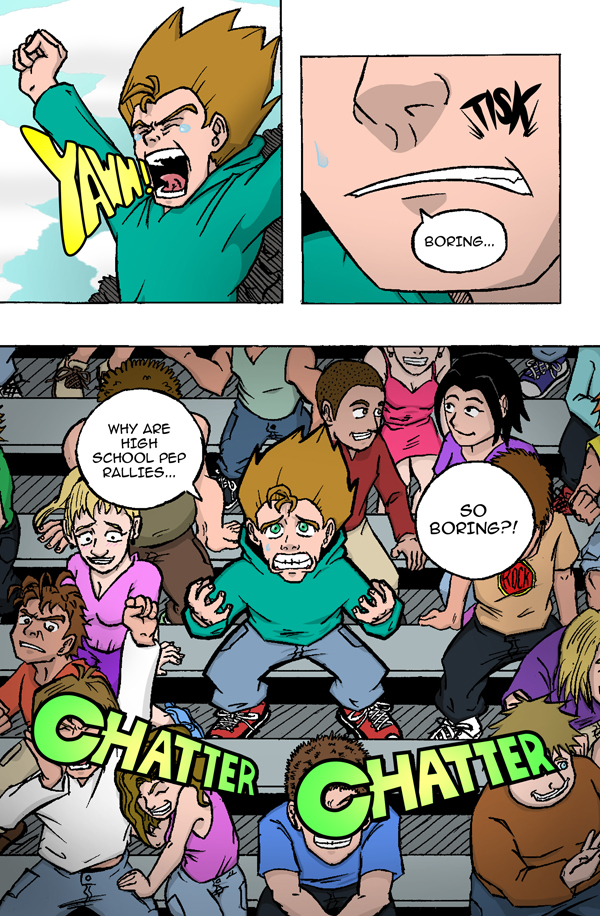 YAWN!
TISK
BORING...
WHY ARE
HIGH
SCHOOL PEP
RALLIES...
SO
BORING?!
ROCK
CHATTER
CHATTER